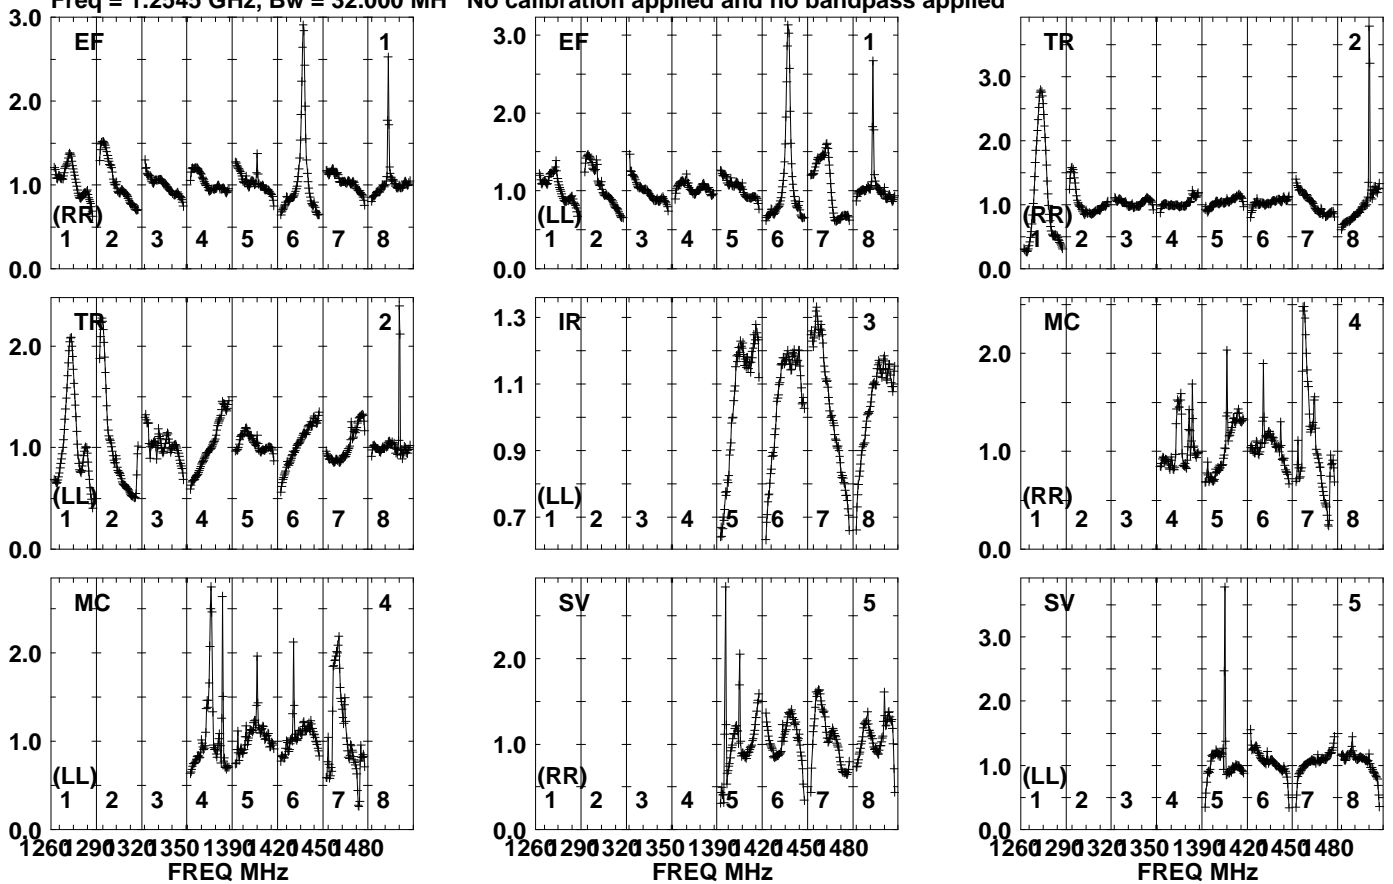 Freq = 1.2545 GHz, Bw = 32.000 MH No calibration applied and no bandpass applied
3.0 2.0 1.0 0.0 EF 1 (RR) 1 2 3 4 5 6 7 8
3.0 2.0 1.0 0.0 EF 1 (LL) 1 2 3 4 5 6 7 8
3.0 2.0 1.0 0.0 TR 2 (RR) 1 2 3 4 5 6 7 8
2.0 1.0 0.0 TR 2 (LL) 1 2 3 4 5 6 7 8
1.3 1.1 0.9 0.7 IR 3 (LL) 1 2 3 4 5 6 7 8
2.0 1.0 0.0 MC 4 (RR) 1 2 3 4 5 6 7 8
2.0 1.0 0.0 MC 4 (LL) 1 2 3 4 5 6 7 8
1260 1290 1320 1390 1420 1450 1480
FREQ MHz
2.0 1.0 0.0 SV 5 (RR) 1 2 3 4 5 6 7 8
1260 1290 1320 1390 1420 1450 1480
FREQ MHz
3.0 2.0 1.0 0.0 SV 5 (LL) 1 2 3 4 5 6 7 8
1260 1290 1320 1390 1420 1450 1480
FREQ MHz